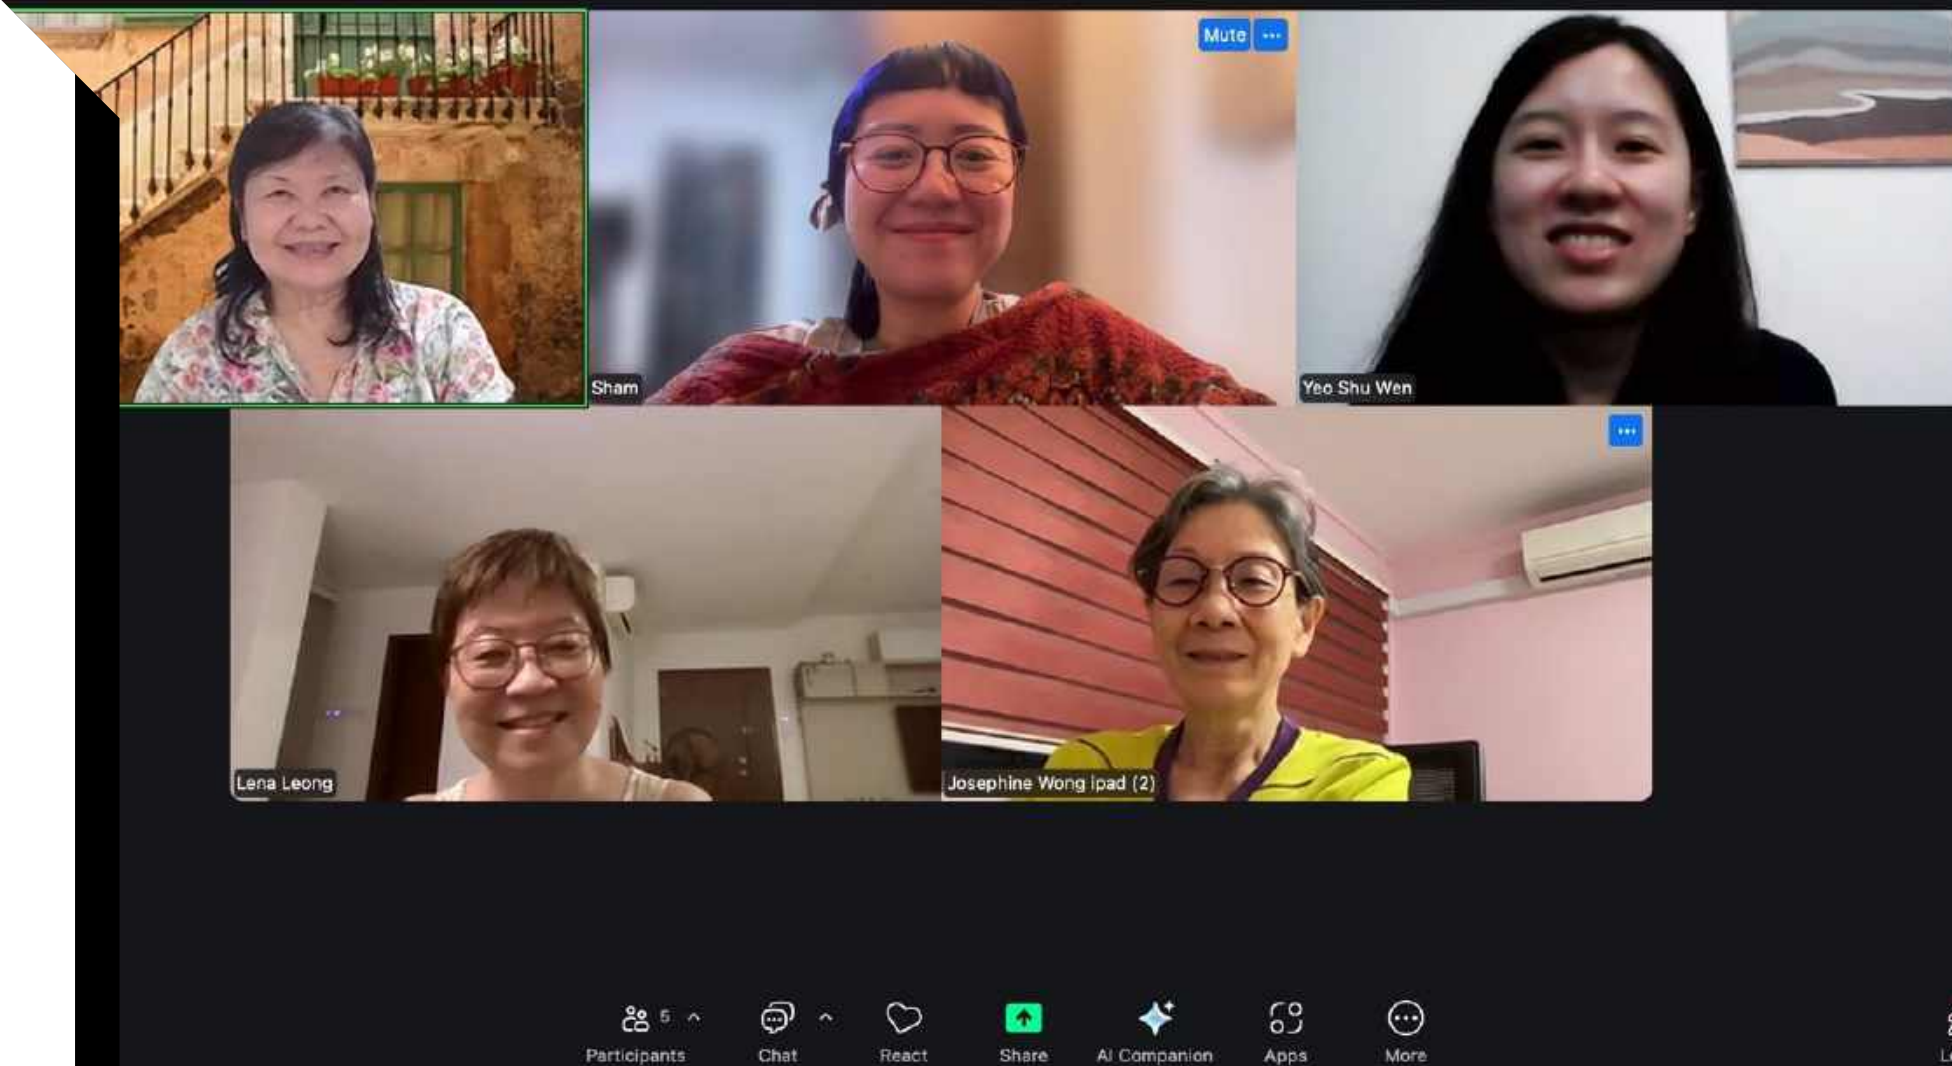 Mute
Sham
Yeo Shu Wen
Lena Leong
Josephine Wong ipad (2)
5
Participants
Chat
React
Share
AI Companion
Apps
More